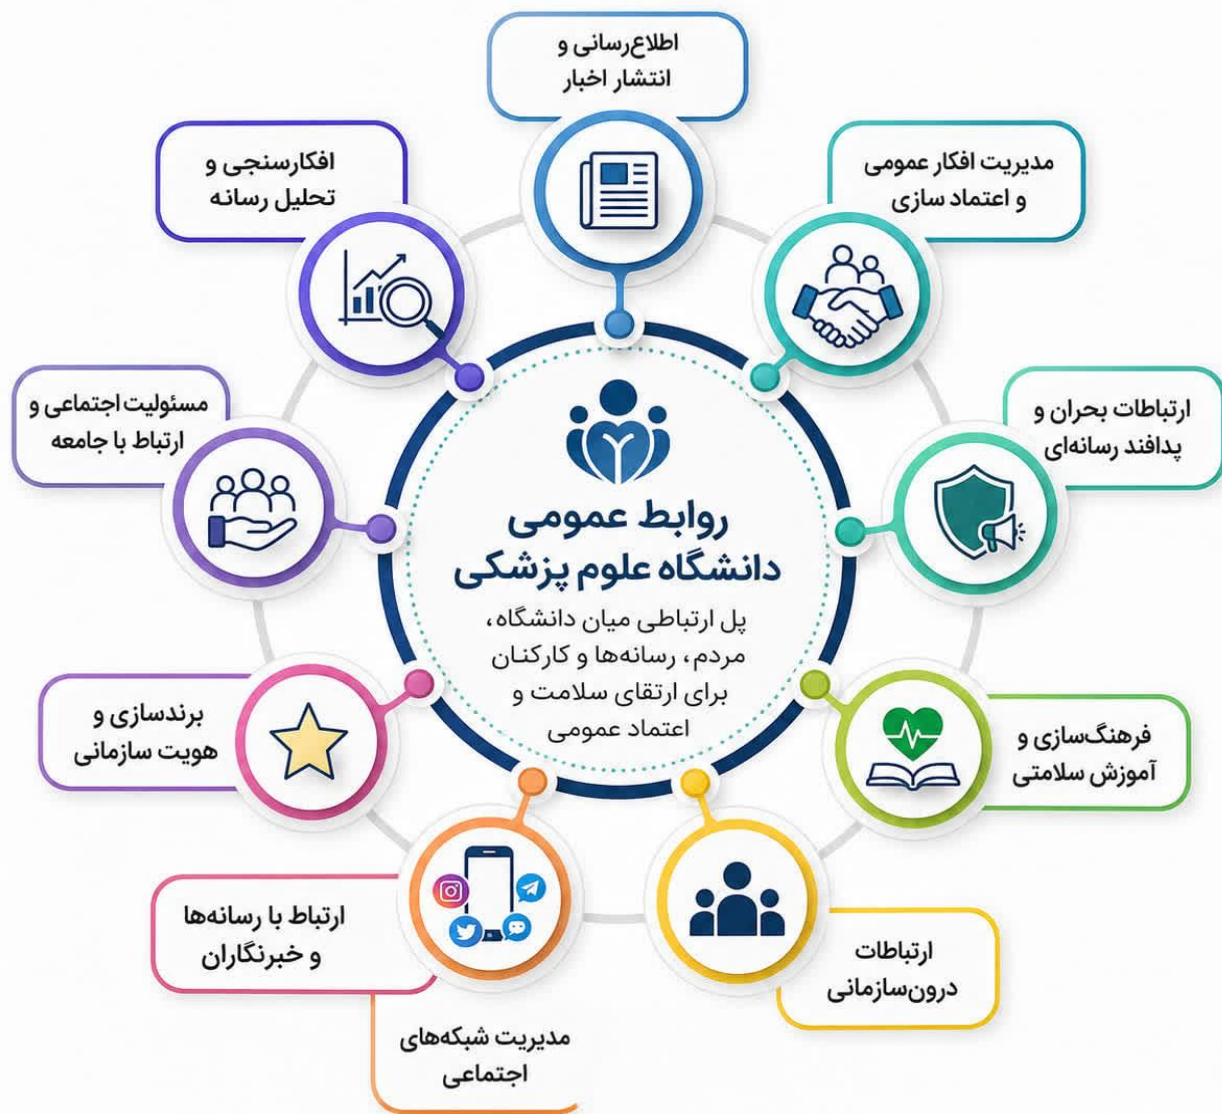 اطلاع‌رسانی و
انتشار اخبار
مدیریت افکار عمومی
و اعتماد سازی
ارتباطات بحران و
پدافند رسانه‌ای
فرهنگ‌سازی و
آموزش سلامتی
ارتباطات
درون‌سازمانی
مدیریت شبکه‌های
اجتماعی
ارتباط با رسانه‌ها
و خبرنگاران
برندسازی و
هویت سازمانی
مسئولیت اجتماعی و
ارتباط با جامعه
افکارسنجی و
تحلیل رسانه
روابط عمومی
دانشگاه علوم پزشکی
پل ارتباطی میان دانشگاه،
مردم، رسانه‌ها و کارکنان
برای ارتقای سلامت و
اعتماد عمومی